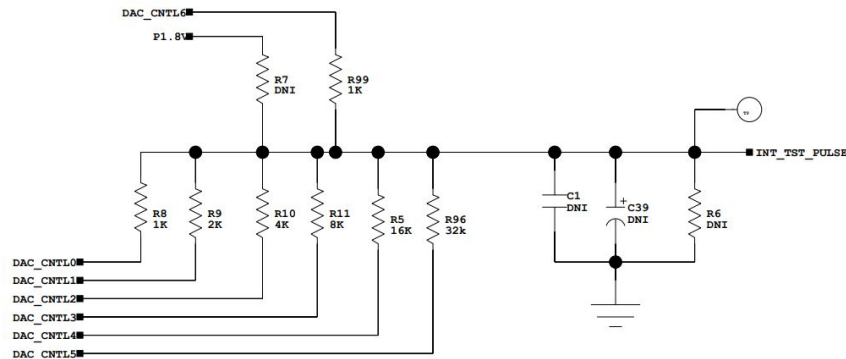 DAC_CNTL6
P1.8V
R7
DNI
R99
1K
INT_TST_PULSE
R8
1K
R9
2K
R10
4K
R11
8K
R5
16K
R96
32k
C1
DNI
+
C39
DNI
R6
DNI
DAC_CNTL0
DAC_CNTL1
DAC_CNTL2
DAC_CNTL3
DAC_CNTL4
DAC_CNTL5